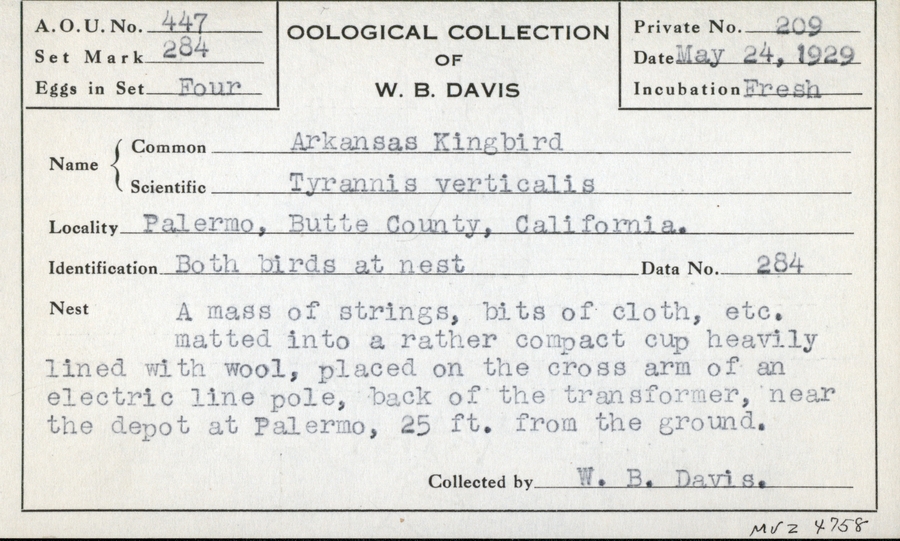 A.O.U. No. 447
Set Mark 284
Eggs in Set Four
OOLOGICAL COLLECTION
OF
W. B. DAVIS
Private No. 209
Date May 24, 1929
Incubation Fresh
Name
Common Arkansas Kingbird
Scientific Tyrannis verticalis
Locality Palermo, Butte County, California.
Identification Both birds at nest Data No. 284
Nest A mass of strings, bits of cloth, etc.
matted into a rather compact cup heavily
lined with wool, placed on the cross arm of an
electric line pole, back of the transformer, near
the depot at Palermo, 25 ft. from the ground.
Collected by W. B. Davis.
MVZ 4758